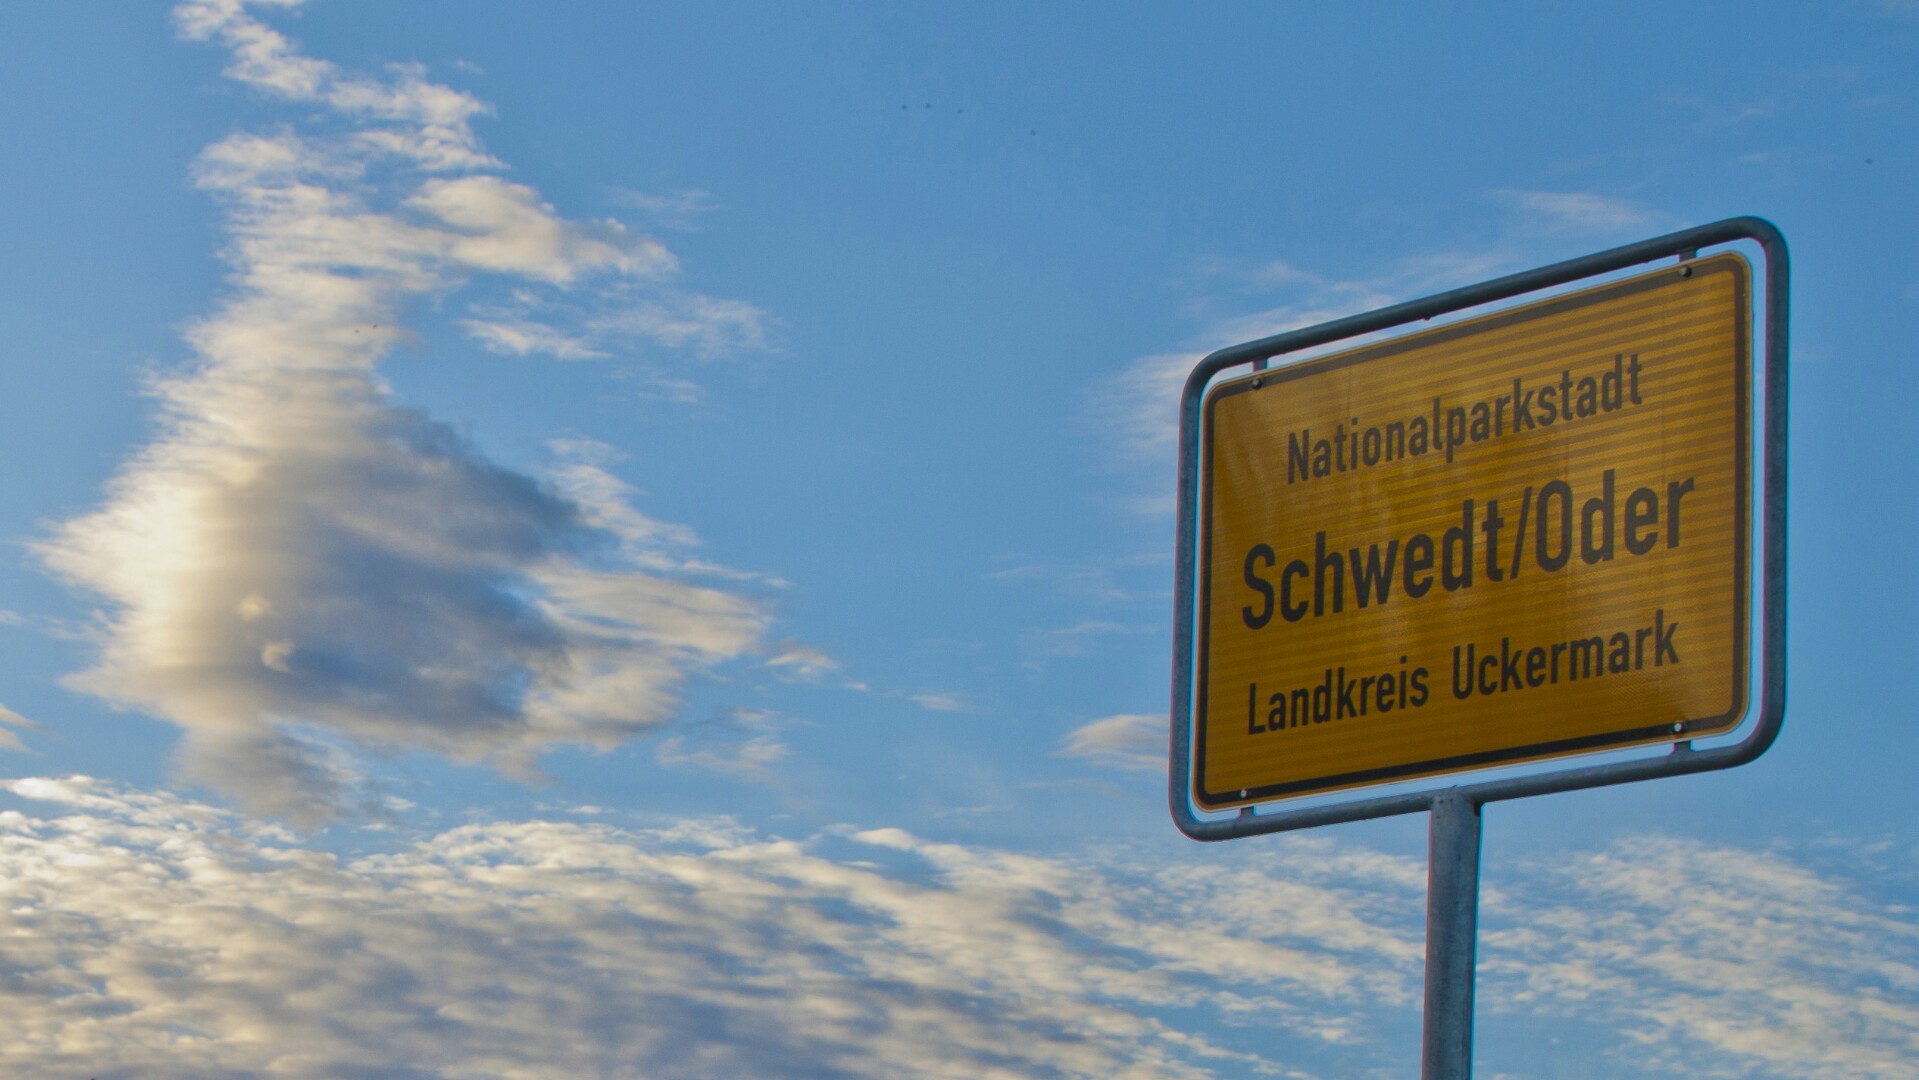 Nationalparkstadt
Schwedt/Oder
Landkreis Uckermark